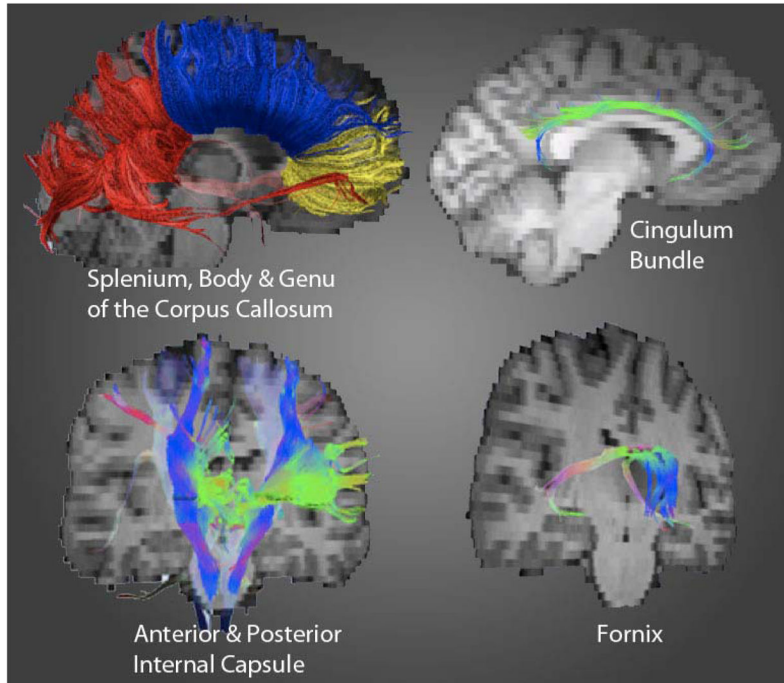 Splenium, Body & Genu
of the Corpus Callosum
Cingulum
Bundle
Anterior & Posterior
Internal Capsule
Fornix